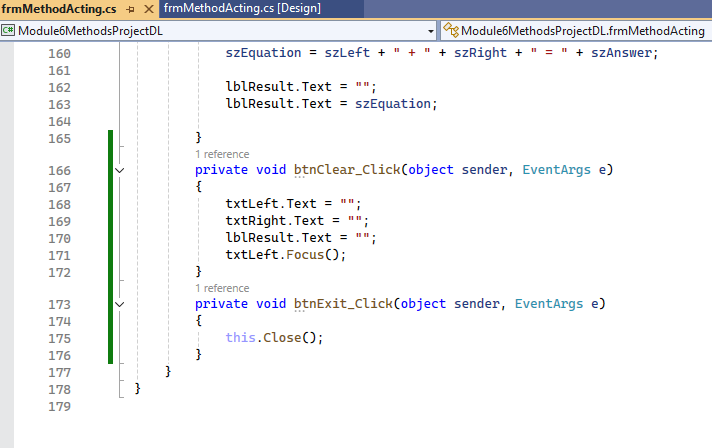 frmMethodActing.cs
frmMethodActing.cs [Design]
C# Module6MethodsProjectDL
Module6MethodsProjectDL.frmMethodActing
160 szEquation = szLeft + " + " + szRight + " = " + szAnswer;
161
162 lblResult.Text = "";
163 lblResult.Text = szEquation;
164
165 }
1 reference
166 private void btnClear_Click(object sender, EventArgs e)
167 {
168 txtLeft.Text = "";
169 txtRight.Text = "";
170 lblResult.Text = "";
171 txtLeft.Focus();
172 }
1 reference
173 private void btnExit_Click(object sender, EventArgs e)
174 {
175 this.Close();
176 }
177 }
178 }
179